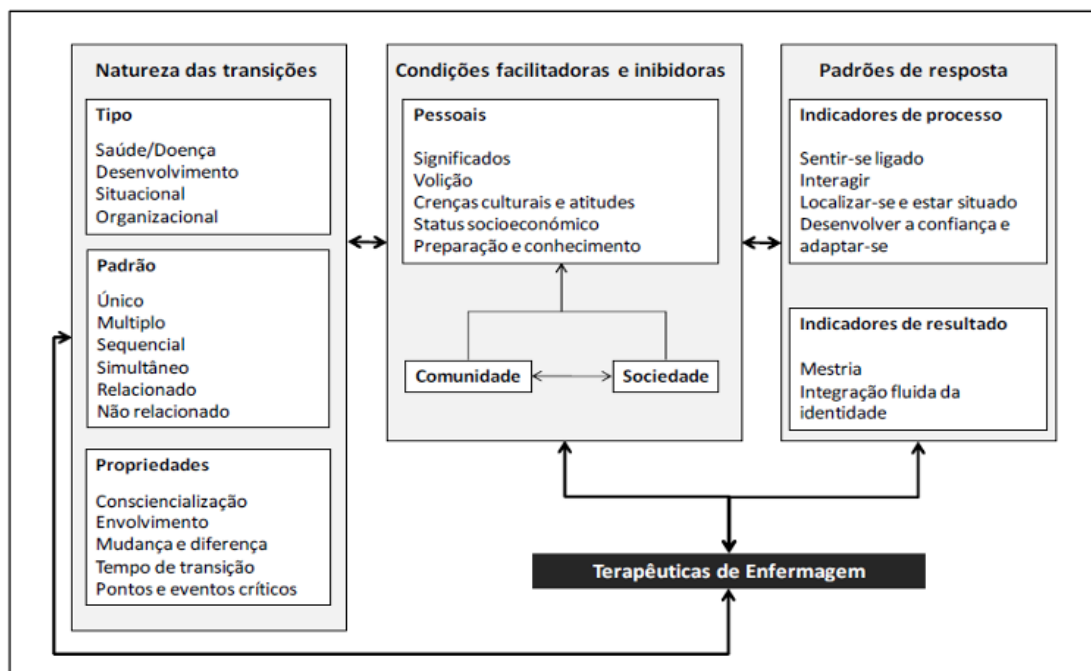 Natureza das transições
Tipo
Saúde/Doença
Desenvolvimento
Situacional
Organizacional
Padrão
Único
Multiplo
Sequencial
Simultâneo
Relacionado
Não relacionado
Propriedades
Consciencialização
Envolvimento
Mudança e diferença
Tempo de transição
Pontos e eventos críticos
Condições facilitadoras e inibidoras
Pessoais
Significados
Volição
Crenças culturais e atitudes
Status socioeconómico
Preparação e conhecimento
Comunidade
Sociedade
Padrões de resposta
Indicadores de processo
Sentir-se ligado
Interagir
Localizar-se e estar situado
Desenvolver a confiança e
adaptar-se
Indicadores de resultado
Mestria
Integração fluida da
identidade
Terapêuticas de Enfermagem